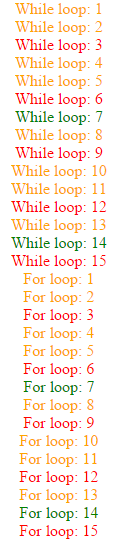 While loop: 1
While loop: 2
While loop: 3
While loop: 4
While loop: 5
While loop: 6
While loop: 7
While loop: 8
While loop: 9
While loop: 10
While loop: 11
While loop: 12
While loop: 13
While loop: 14
While loop: 15
For loop: 1
For loop: 2
For loop: 3
For loop: 4
For loop: 5
For loop: 6
For loop: 7
For loop: 8
For loop: 9
For loop: 10
For loop: 11
For loop: 12
For loop: 13
For loop: 14
For loop: 15